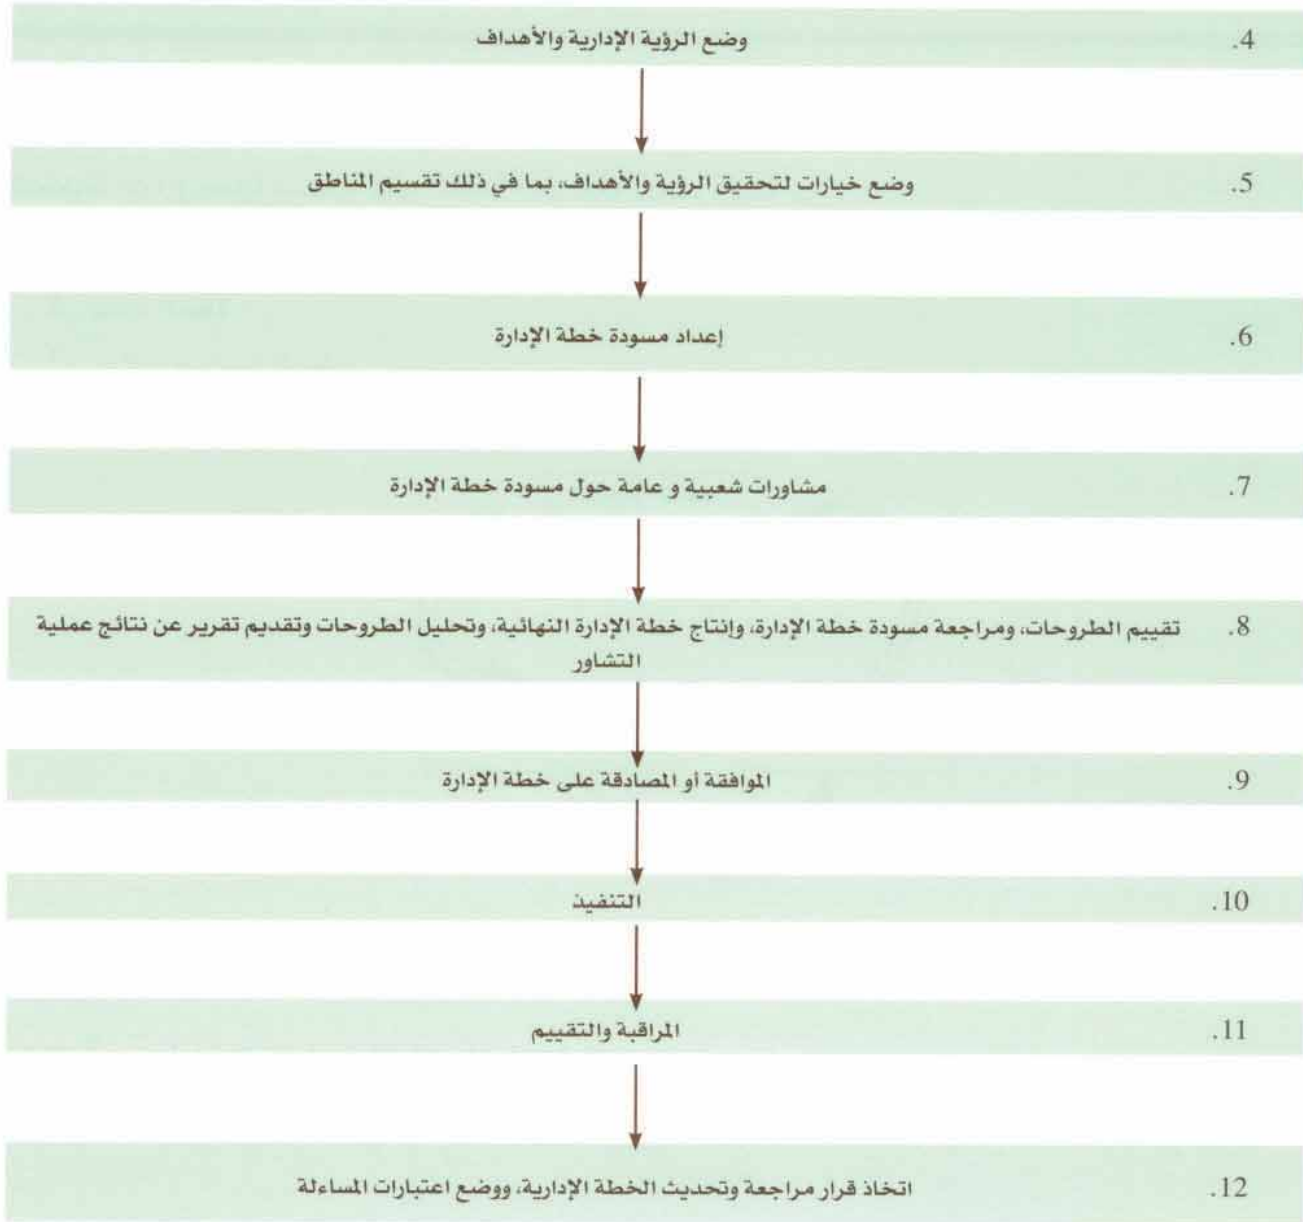 4. وضع الرؤية الإدارية والأهداف
5. وضع خيارات لتحقيق الرؤية والأهداف، بما في ذلك تقسيم المناطق
6. إعداد مسودة خطة الإدارة
7. مشاورات شعبية و عامة حول مسودة خطة الإدارة
8. تقييم الطروحات، ومراجعة مسودة خطة الإدارة، وإنتاج خطة الإدارة النهائية، وتحليل الطروحات وتقديم تقرير عن نتائج عملية
التشاور
9. الموافقة أو المصادقة على خطة الإدارة
10. التنفيذ
11. المراقبة والتقييم
12. اتخاذ قرار مراجعة وتحديث الخطة الإدارية، ووضع اعتبارات المساءلة